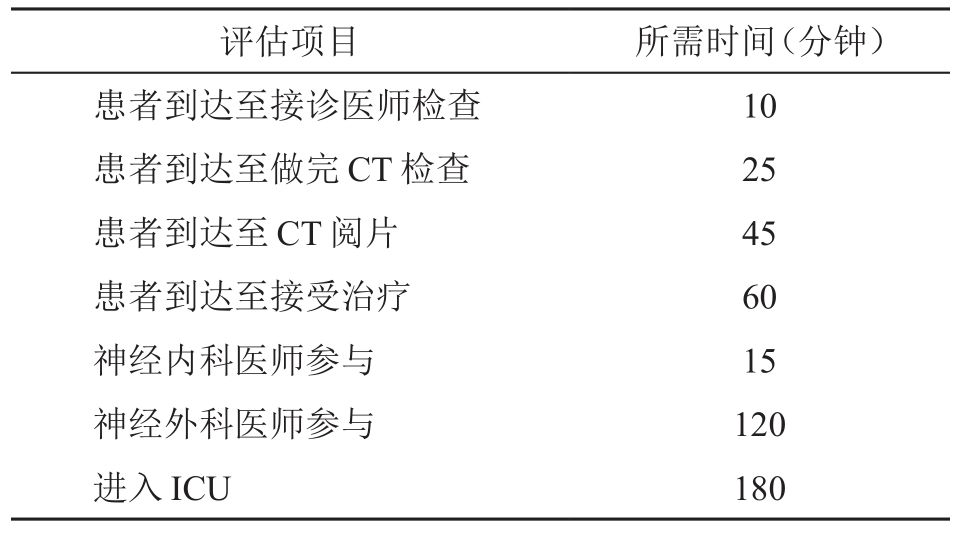 评估项目 所需时间(分钟)
患者到达至接诊医师检查 10
患者到达至做完 CT 检查 25
患者到达至 CT 阅片 45
患者到达至接受治疗 60
神经内科医师参与 15
神经外科医师参与 120
进入 ICU 180